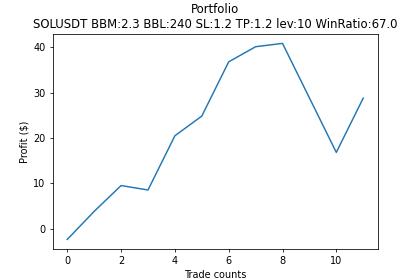 Portfolio
SOLUSDT BBM:2.3 BBL:240 SL:1.2 TP:1.2 lev:10 WinRatio:67.0
40
30
20
10
0
Profit ($)
0 2 4 6 8 10
Trade counts